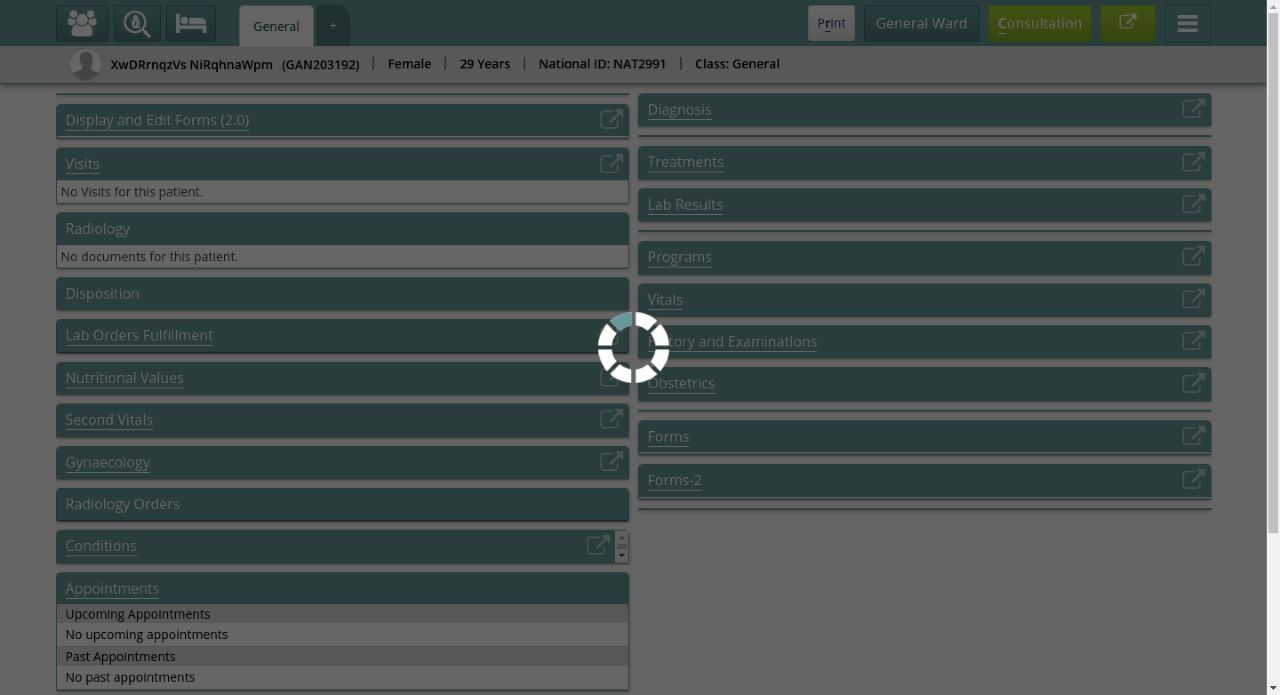 General
+
Print
General Ward
Consultation
XwDRrnqzVs NiRqhnaWpm (GAN203192) | Female | 29 Years | National ID: NAT2991 | Class: General
Display and Edit Forms (2.0)
Visits
No Visits for this patient.
Radiology
No documents for this patient.
Disposition
Lab Orders Fulfillment
Nutritional Values
Second Vitals
Gynaecology
Radiology Orders
Conditions
Appointments
Upcoming Appointments
No upcoming appointments
Past Appointments
No past appointments
Diagnosis
Treatments
Lab Results
Programs
Vitals
and Examinations
Obstetrics
Forms
Forms-2